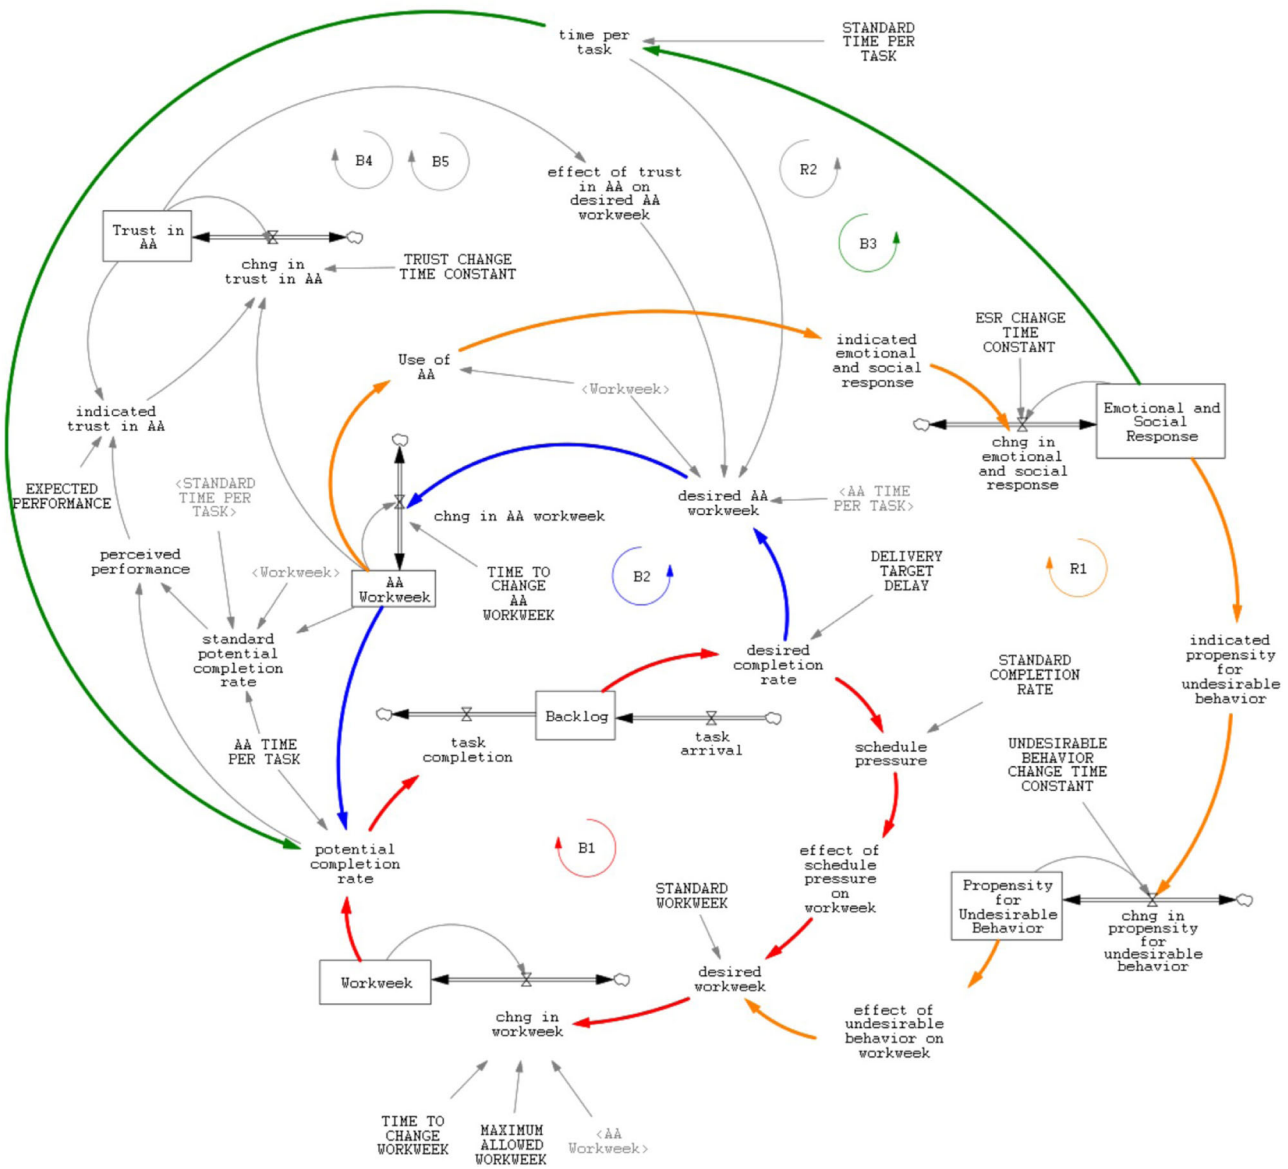 time per
task
STANDARD
TIME PER
TASK
B4
B5
R2
effect of trust
in AA on
desired AA
workweek
Trust in
AA
B3
chng in
trust in AA
TRUST CHANGE
TIME CONSTANT
ESR CHANGE
TIME
CONSTANT
Use of
AA
indicated
emotional
and social
response
<Workweek>
indicated
trust in AA
Emotional and
Social
Response
chng in
emotional
and social
response
EXPECTED
PERFORMANCE
<STANDARD
TIME PER
TASK>
desired AA
workweek
<AA TIME
PER TASK>
chng in AA workweek
perceived
performance
<Workweek>
AA
Workweek
TIME TO
CHANGE
AA
WORKWEEK
B2
DELIVERY
TARGET
DELAY
R1
standard
potential
completion
rate
desired
completion
rate
indicated
propensity
for
undesirable
behavior
STANDARD
COMPLETION
RATE
Backlog
task
completion
task
arrival
AA TIME
PER TASK
schedule
pressure
UNDESIRABLE
BEHAVIOR
CHANGE TIME
CONSTANT
potential
completion
rate
B1
effect of
schedule
pressure on
workweek
STANDARD
WORKWEEK
Propensity
for
Undesirable
Behavior
chng in
propensity
for
undesirable
behavior
Workweek
desired
workweek
chng in
workweek
effect of
undesirable
behavior on
workweek
TIME TO
CHANGE
WORKWEEK
MAXIMUM
ALLOWED
WORKWEEK
<AA
Workweek>